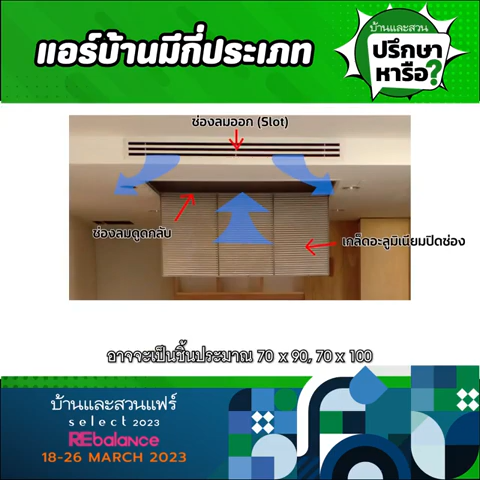 แอร์บ้านมีกี่ประเภท
บ้านและสวน
ปรึกษา
หารือ?
ช่องลมออก (Slot)
ช่องลมดูดกลับ
เกล็ดอะลูมิเนียมปิดช่อง
อาจจะเป็นขึ้นประมาณ 70 x 90, 70 x 100
บ้านและสวนแฟร์
select 2023
REbalance
18-26 MARCH 2023